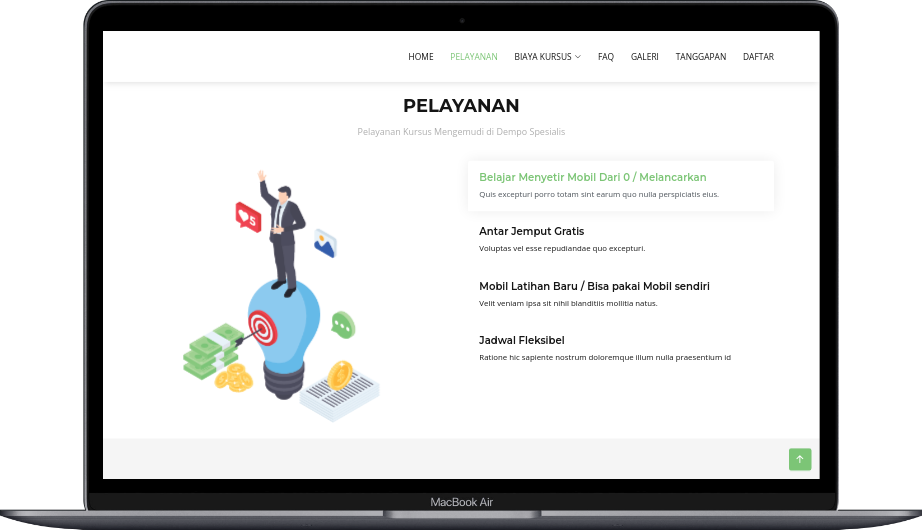 HOME PELAYANAN BIAYA KURSUS FAQ GALERI TANGGAPAN DAFTAR
PELAYANAN
Pelayanan Kursus Mengemudi di Dempo Spesialis
Belajar Menyetir Mobil Dari 0 / Melancarkan
Quis excepturi porro totam sint earum quo nulla perspiciatis eius.
Antar Jemput Gratis
Voluptas vel esse repudiandae quo excepturi.
Mobil Latihan Baru / Bisa pakai Mobil sendiri
Velit veniam ipsa sit nihil blanditiis mollitia natus.
Jadwal Fleksibel
Ratione hic sapiente nostrum doloremque illum nulla praesentium id
5
MacBook Air